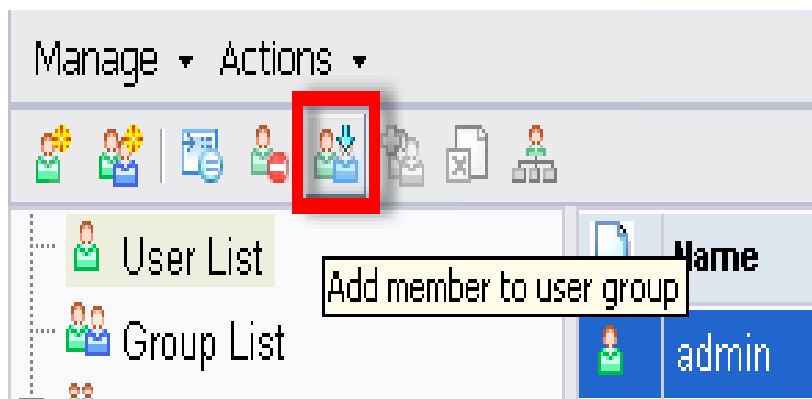 Manage Actions
User List
Name
Add member to user group
Group List
admin